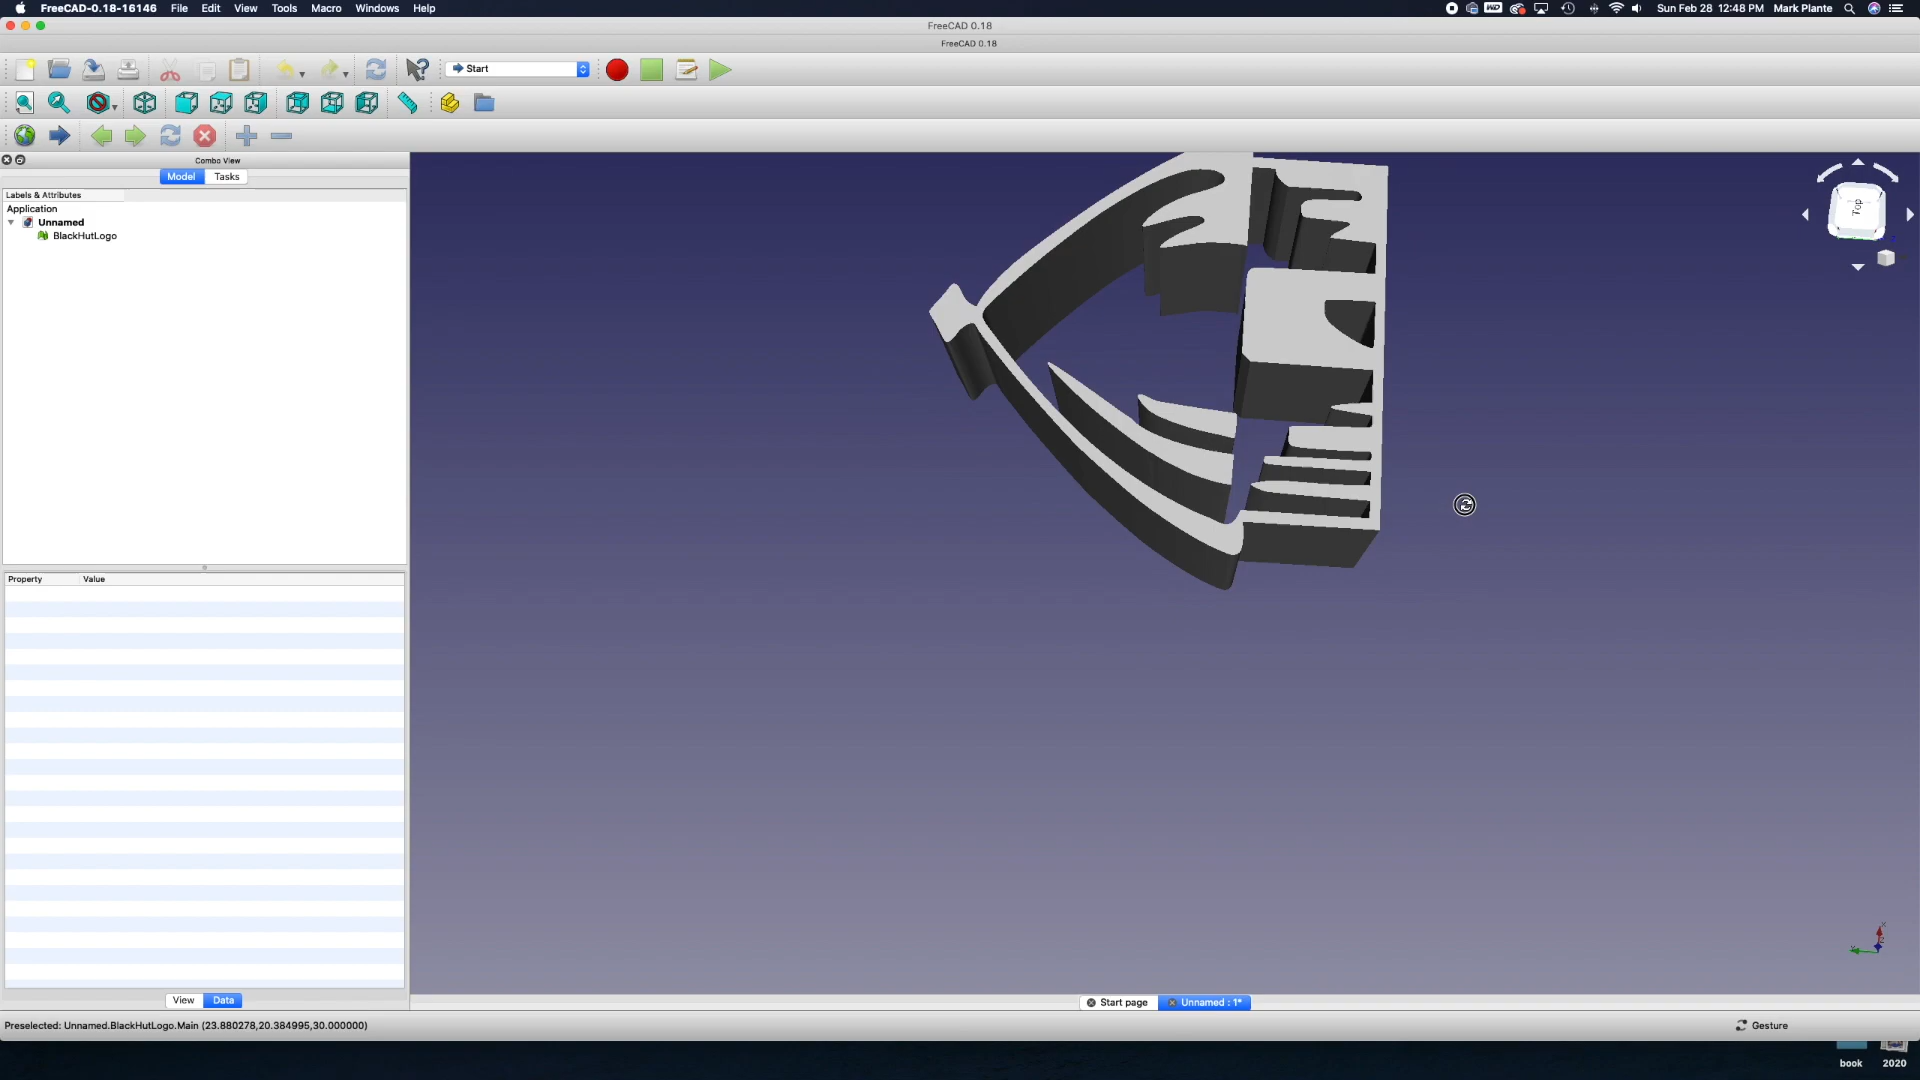 FreeCAD-0.18-16146 File Edit View Tools Macro Windows Help
WD
Sun Feb 28 12:48 PM Mark Plante
FreeCAD 0.18
FreeCAD 0.18
Start
Combo View
Model Tasks
Labels & Attributes
Application
Unnamed
BlackHutLogo
Top
Property Value
View Data
Start page Unnamed : 1*
Preselected: Unnamed.BlackHutLogo.Main (23.880278,20.384995,30.000000)
Gesture
book 2020